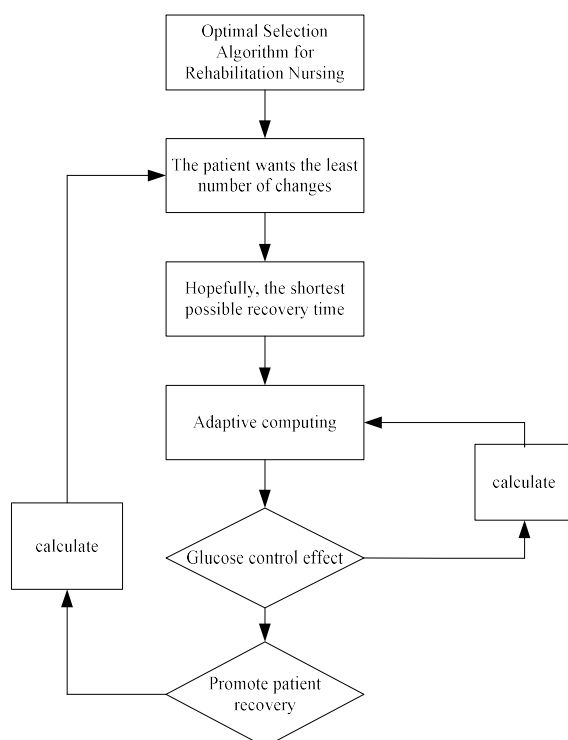 Optimal Selection
Algorithm for
Rehabilitation Nursing
The patient wants the least
number of changes
Hopefully, the shortest
possible recovery time
Adaptive computing
calculate
calculate
Glucose control effect
Promote patient
recovery